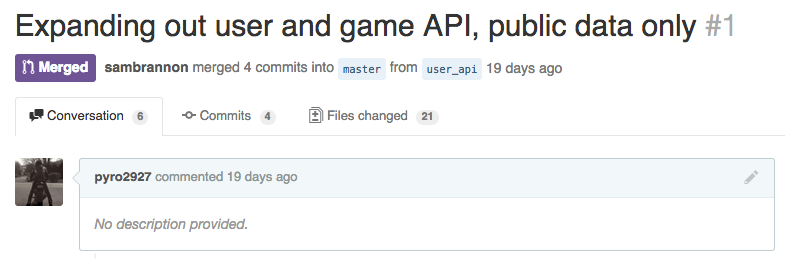 Expanding out user and game API, public data only #1
Merged sambrannon merged 4 commits into master from user_api 19 days ago
Conversation 6 Commits 4 Files changed 21
pyro2927 commented 19 days ago
No description provided.